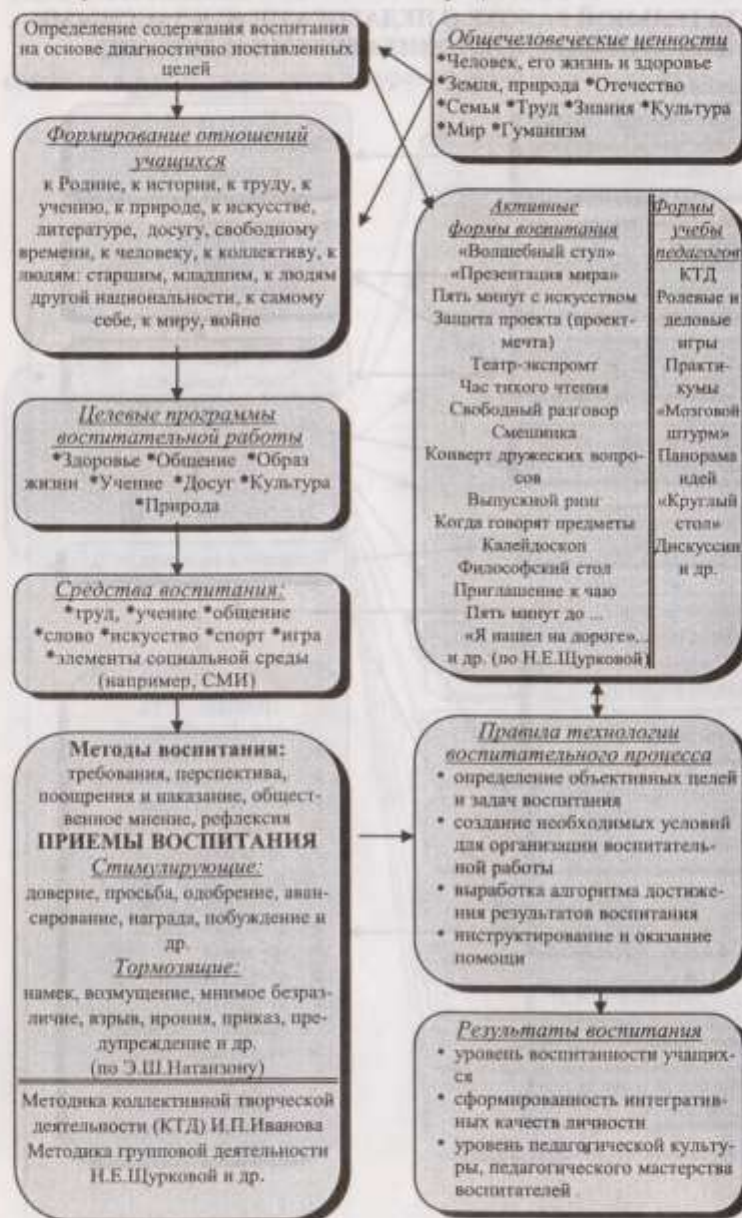 Определение содержания воспитания
на основе диагностично поставленных
целей
Общечеловеческие ценности
*Человек, его жизнь и здоровье
*Земля, природа *Отечество
*Семья *Труд *Знания *Культура
*Мир *Гуманизм
Формирование отношений
учащихся
к Родине, к истории, к труду, к
учению, к природе, к искусстве,
литературе, досугу, свободному
времени, к человеку, к коллективу, к
людям: старшим, младшим, к людям
другой национальности, к самому
себе, к миру, войне
Активные
формы воспитания
«Волшебный стул»
«Презентация мира»
Пять минут с искусством
Защита проекта (проект-
мечта)
Театр-экспромт
Час тихого чтения
Свободный разговор
Смешинка
Конверт дружеских вопро-
сов
Выпускной ринг
Когда говорят предметы
Калейдоскоп
Философский стол
Приглашение к чаю
Пять минут до ...
«Я нашел на дороге»...
и др. (по Н.Е.Щурковой)
Формы
учебы
педагогов
КТД
Ролевые и
деловые
игры
Практи-
кумы
«Мозговой
штурм»
Панорама
идей
«Круглый
стол»
Дискуссии
и др.
Целевые программы
воспитательной работы
*Здоровье *Общение *Образ
жизни *Учение *Досуг *Культура
*Природа
Средства воспитания:
*труд, *учение *общение
*слово *искусство *спорт *игра
*элементы социальной среды
(например, СМИ)
Методы воспитания:
требования, перспектива,
поощрения и наказание, общест-
венное мнение, рефлексия
ПРИЕМЫ ВОСПИТАНИЯ
Стимулирующие:
доверие, просьба, одобрение, аван-
сирование, награда, побуждение и
др.
Тормозящие:
намек, возмущение, мнимое безраз-
личие, взрыв, ирония, приказ, пре-
дупреждение и др.
(по Э.Ш.Натанзону)
Методика коллективной творческой
деятельности (КТД) И.П.Иванова
Методика групповой деятельности
Н.Е.Щурковой и др.
Правила технологии
воспитательного процесса
• определение объективных целей
и задач воспитания
• создание необходимых условий
для организации воспитатель-
ной работы
• выработка алгоритма достиже-
ния результатов воспитания
• инструктирование и оказание
помощи
Результаты воспитания
• уровень воспитанности учащих-
ся
• сформированность интегратив-
ных качеств личности
• уровень педагогической культу-
ры, педагогического мастерства
воспитателей